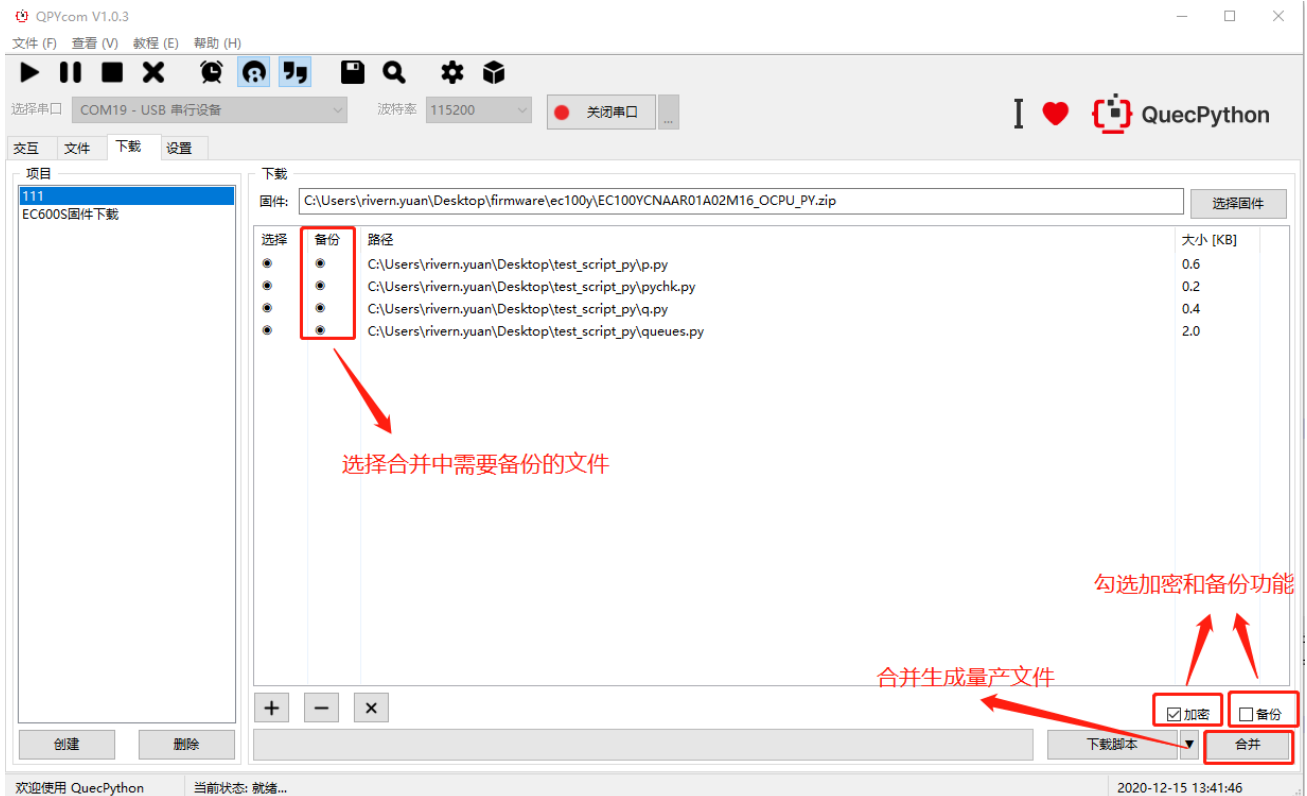 QPYcom V1.0.3
文件 (F) 查看 (V) 教程 (E) 帮助 (H)
选择串口 COM19 - USB 串行设备 波特率 115200 关闭串口 ...
I QuecPython
交互 文件 下载 设置
项目
111
EC600S固件下载
下载
固件: C:\Users\rivern.yuan\Desktop\firmware\ec100y\EC100YCNAAR01A02M16_OCPU_PY.zip 选择固件
选择 备份 路径 大小 [KB]
C:\Users\rivern.yuan\Desktop\test_script_py\p.py 0.6
C:\Users\rivern.yuan\Desktop\test_script_py\pychk.py 0.2
C:\Users\rivern.yuan\Desktop\test_script_py\q.py 0.4
C:\Users\rivern.yuan\Desktop\test_script_py\queues.py 2.0
选择合并中需要备份的文件
勾选加密和备份功能
合并生成量产文件
加密 备份
创建 删除 下载脚本 合并
欢迎使用 QuecPython 当前状态: 就绪... 2020-12-15 13:41:46